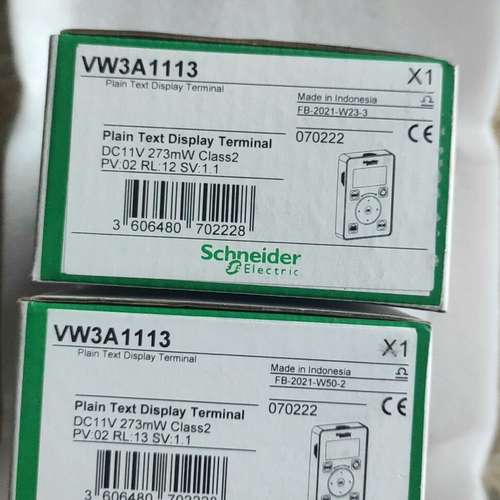 VW3A1113
X1
Plain Text Display Terminal
Made in Indonesia
FB-2021-W23-3
Plain Text Display Terminal
070222
CE
DC11V 273mW Class2
PV:02 RL:12 SV:1.1
3 606480 702228
Schneider
Electric
VW3A1113
X1
Plain Text Display Terminal
Made in Indonesia
FB-2021-W50-2
Plain Text Display Terminal
070222
CE
DC11V 273mW Class2
PV:02 RL:13 SV:1.1
3 606480 702228